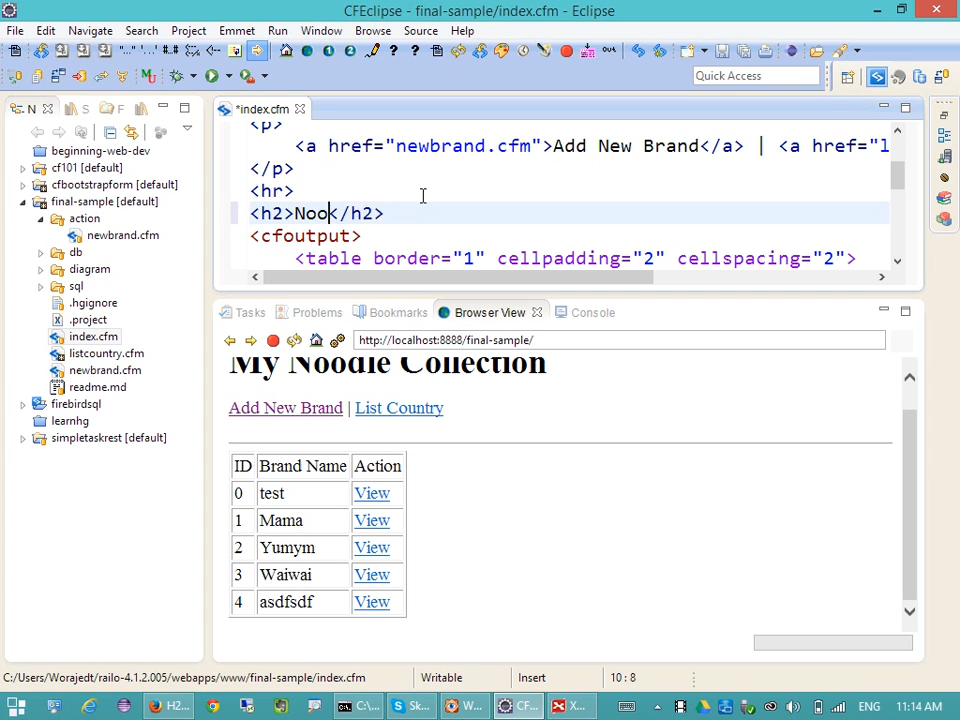 CFEclipse - final-sample/index.cfm - Eclipse
File Edit Navigate Search Project Emmet Run Window Browse Source Help
Quick Access
N S F
*index.cfm
beginning-web-dev
cf101 [default]
cfbootstrapform [default]
final-sample [default]
action
newbrand.cfm
db
diagram
sql
.hgignore
.project
index.cfm
listcountry.cfm
newbrand.cfm
readme.md
firebirdsql
learnhg
simpletaskrest [default]
<p>
<a href="newbrand.cfm">Add New Brand</a> | <a href="l
</p>
<hr>
<h2>Noo</h2>
<cfoutput>
<table border="1" cellpadding="2" cellspacing="2">
Tasks Problems Bookmarks Browser View Console
http://localhost:8888/final-sample/
My Noodle Collection
Add New Brand | List Country
ID Brand Name Action
0 test View
1 Mama View
2 Yumym View
3 Waiwai View
4 asdfsdf View
C:/Users/Worajedt/railo-4.1.2.005/webapps/www/final-sample/index.cfm Writable Insert 10 : 8
H2... C:\... Sk... W... CF... X... ENG 11:14 AM